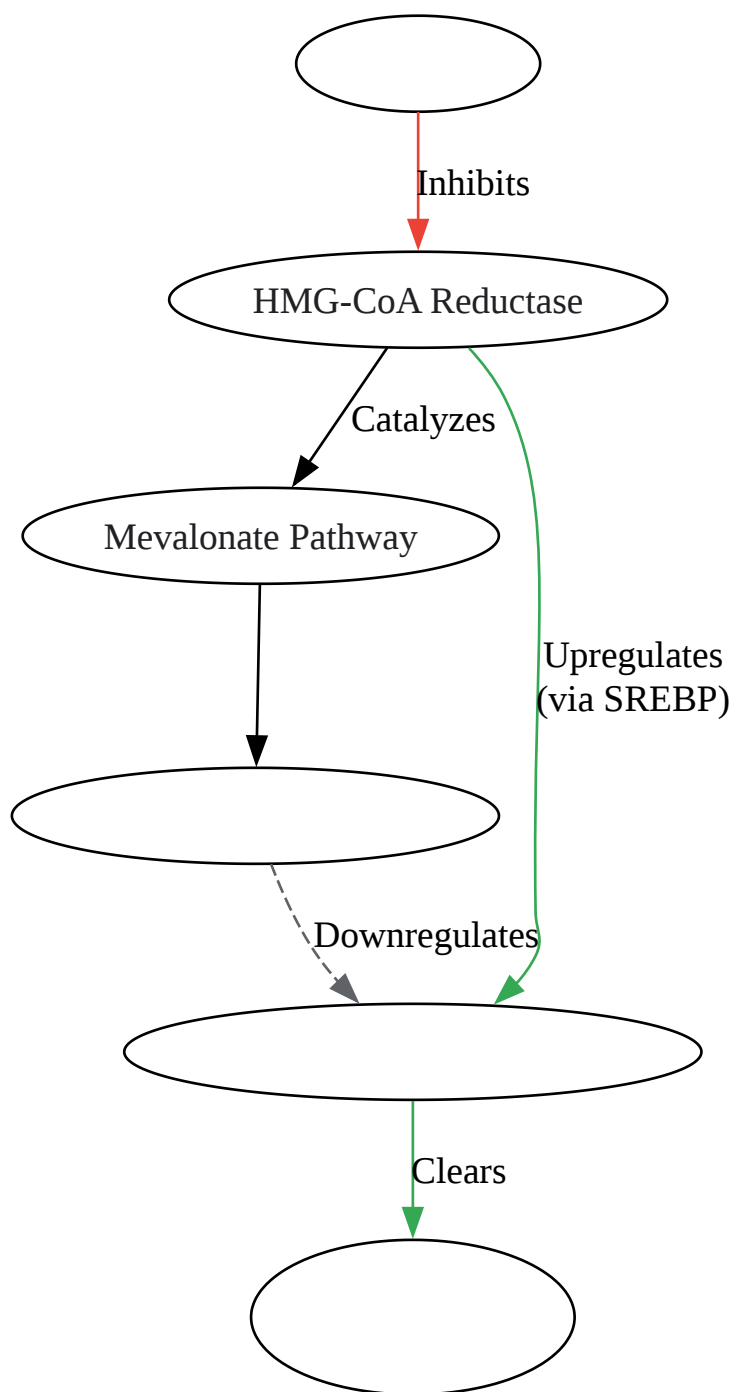 Inhibits
HMG-CoA Reductase
Catalyzes
Mevalonate Pathway
Upregulates
(via SREBP)
Downregulates
Clears